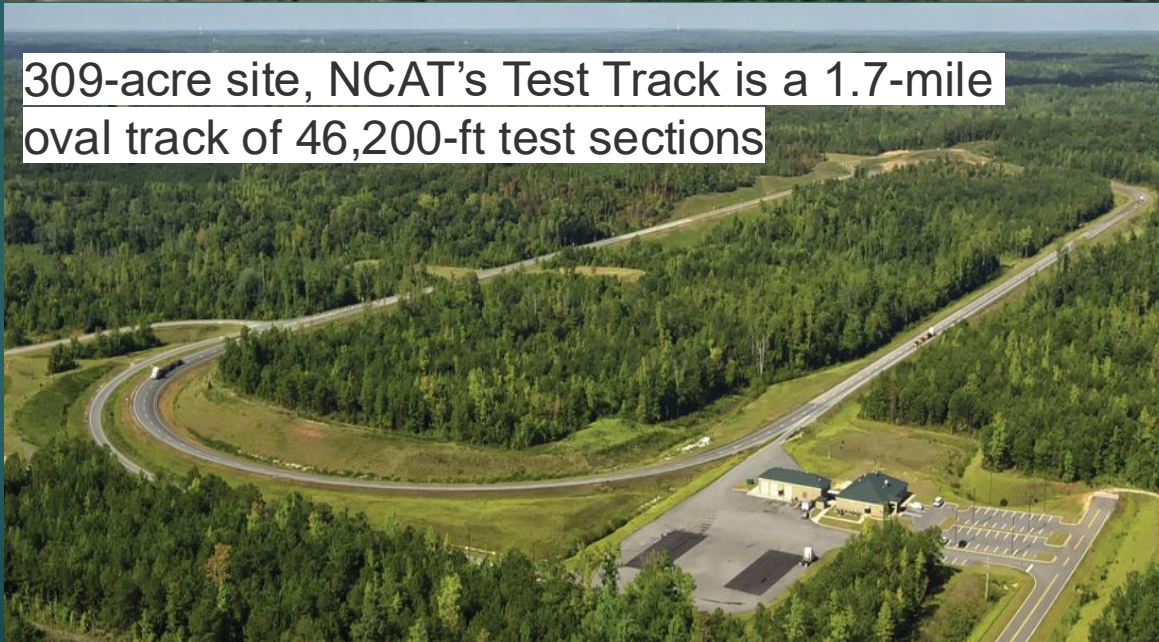 309-acre site, NCAT’s Test Track is a 1.7-mile
oval track of 46,200-ft test sections